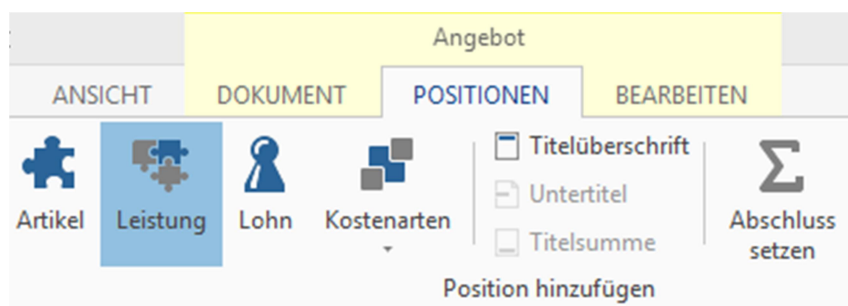 Angebot
ANSICHT DOKUMENT POSITIONEN BEARBEITEN
Artikel Leistung Lohn Kostenarten
Titelüberschrift
Untertitel
Titelsumme
Abschluss
setzen
Position hinzufügen